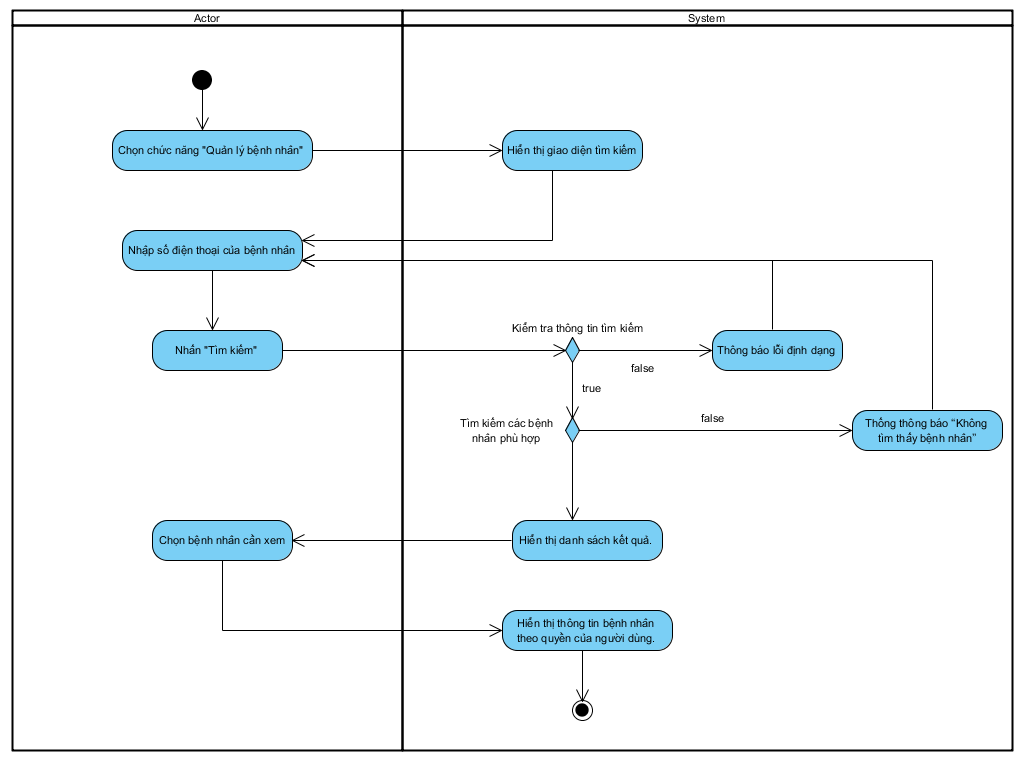 Actor
System
Chọn chức năng "Quản lý bệnh nhân"
Hiển thị giao diện tìm kiếm
Nhập số điện thoại của bệnh nhân
Nhấn "Tìm kiếm"
Kiểm tra thông tin tìm kiếm
Thông báo lỗi định dạng
false
true
Tìm kiếm các bệnh
nhân phù hợp
false
Thống thông báo “Không
tìm thấy bệnh nhân”
Chọn bệnh nhân cần xem
Hiển thị danh sách kết quả.
Hiển thị thông tin bệnh nhân
theo quyền của người dùng.